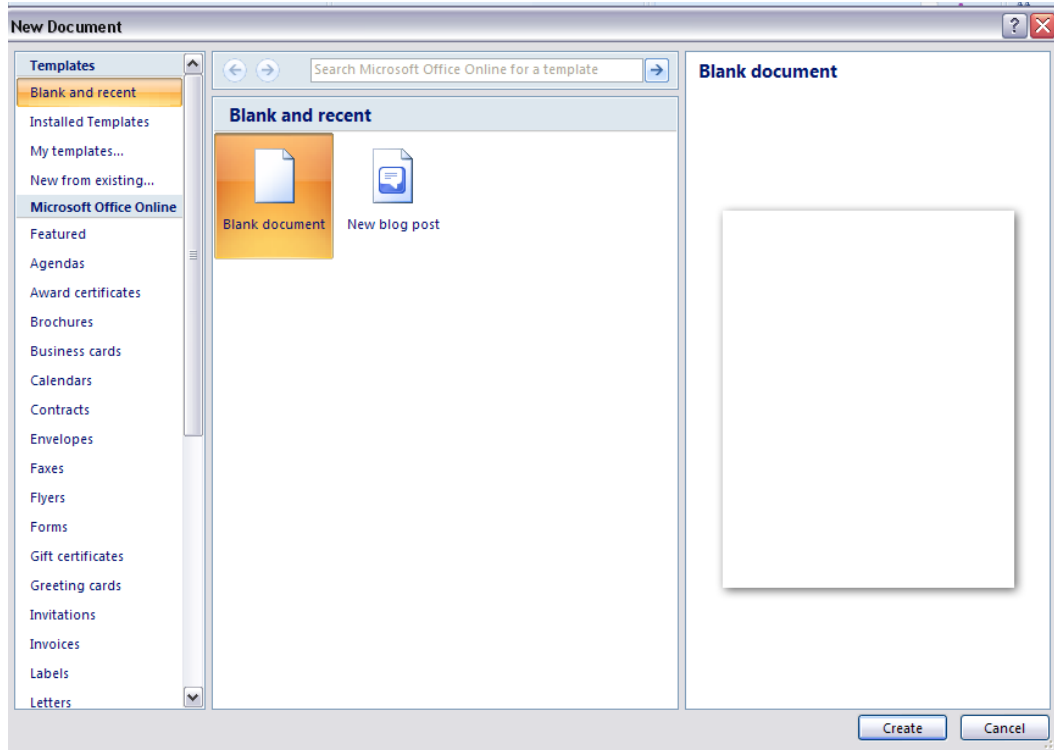 New Document
?
Templates
Blank and recent
Installed Templates
My templates...
New from existing...
Microsoft Office Online
Featured
Agendas
Award certificates
Brochures
Business cards
Calendars
Contracts
Envelopes
Faxes
Flyers
Forms
Gift certificates
Greeting cards
Invitations
Invoices
Labels
Letters
Search Microsoft Office Online for a template
Blank and recent
Blank document
New blog post
Blank document
Create
Cancel